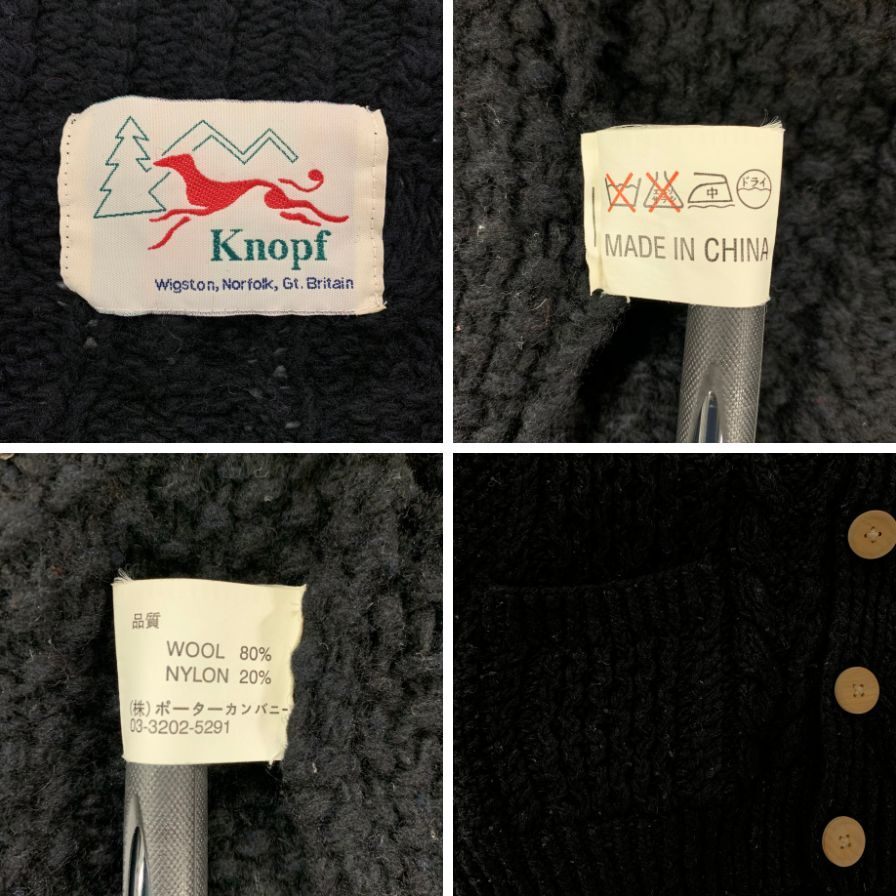 Knopf
Wigston, Norfolk, Gt. Britain
中
ドライ
MADE IN CHINA
品質
WOOL 80%
NYLON 20%
(株)ポーターカンバニー
03-3202-5291